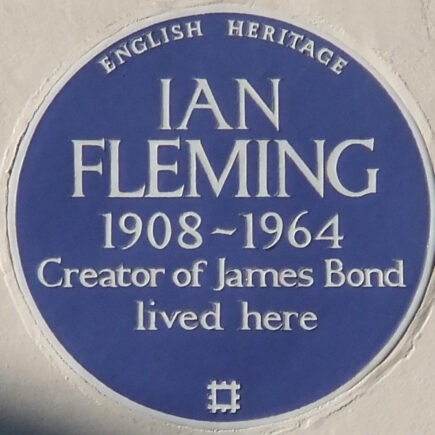 ENGLISH HERITAGE
IAN
FLEMING
1908~1964
Creator of James Bond
lived here